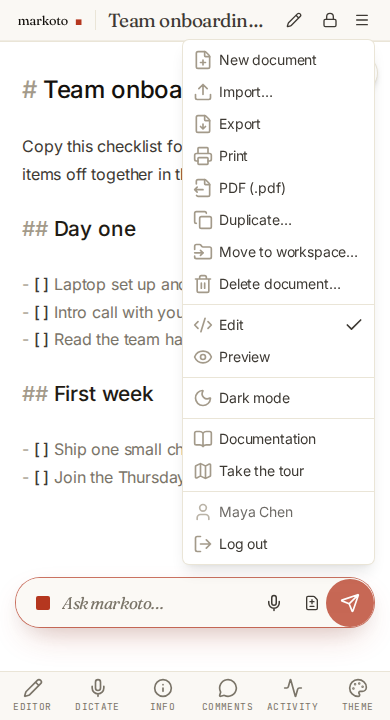 markoto
Team onboardin...
# Team onboa
New document
Import...
Export
Print
PDF (.pdf)
Duplicate...
Move to workspace...
Delete document...
Edit
Preview
Dark mode
Documentation
Take the tour
Maya Chen
Log out
Copy this checklist fo
items off together in t
## Day one
- [ ] Laptop set up and
- [ ] Intro call with you
- [ ] Read the team ha
## First week
- [ ] Ship one small ch
- [ ] Join the Thursday
Ask markoto...
EDITOR
DICTATE
INFO
COMMENTS
ACTIVITY
THEME